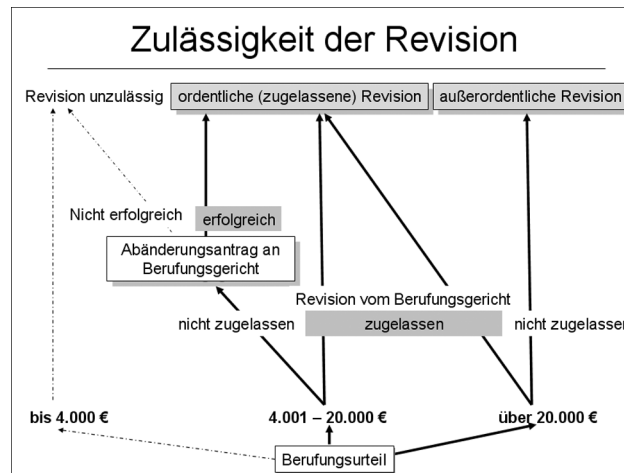 Zulässigkeit der Revision
Revision unzulässig
ordentliche (zugelassene) Revision
außerordentliche Revision
Nicht erfolgreich
erfolgreich
Abänderungsantrag an
Berufungsgericht
Revision vom Berufungsgericht
nicht zugelassen
zugelassen
nicht zugelassen
bis 4.000 €
4.001 – 20.000 €
über 20.000 €
Berufungsurteil